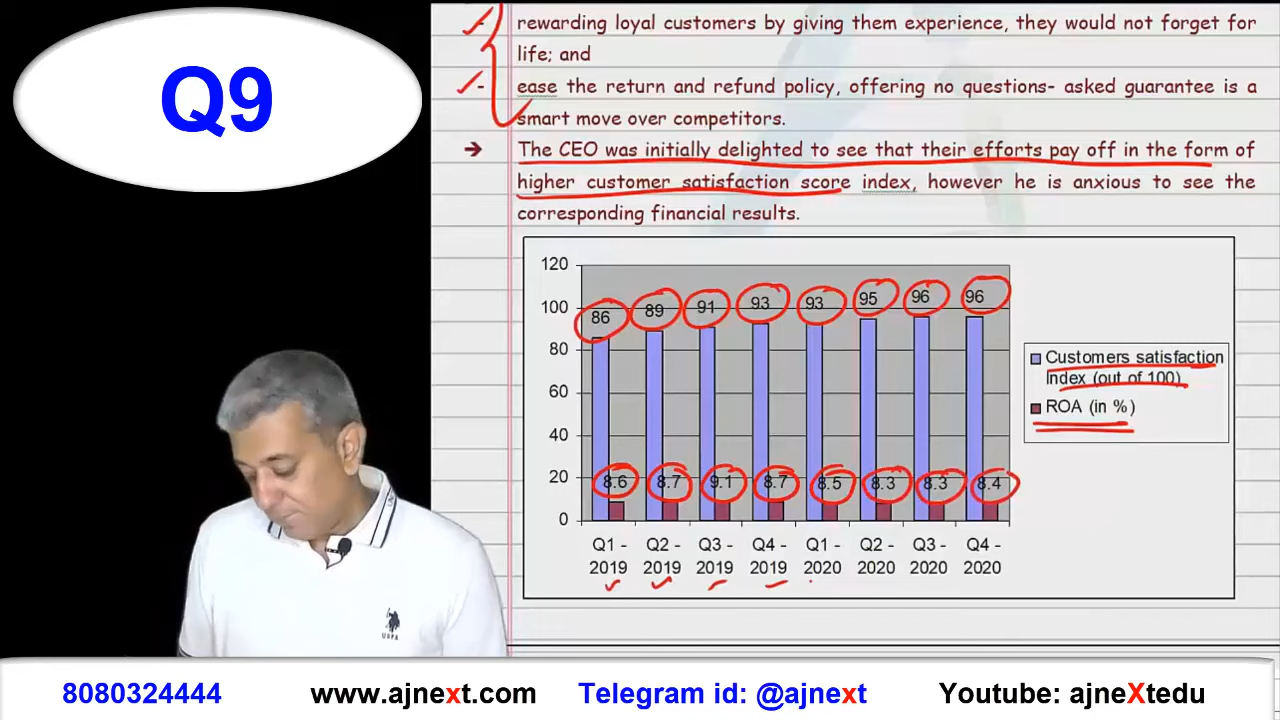 Q9
rewarding loyal customers by giving them experience, they would not forget for
life; and
- ease the return and refund policy, offering no questions- asked guarantee is a
smart move over competitors.
➔ The CEO was initially delighted to see that their efforts pay off in the form of
higher customer satisfaction score index, however he is anxious to see the
corresponding financial results.
120
100
80
60
40
20
0
86 89 91 93 93 95 96 96
8.6 8.7 9.1 8.7 8.5 8.3 8.3 8.4
Q1 - Q2 - Q3 - Q4 - Q1 - Q2 - Q3 - Q4 -
2019 2019 2019 2019 2020 2020 2020 2020
Customers satisfaction
Index (out of 100)
ROA (in %)
USPA
8080324444 www.ajnext.com Telegram id: @ajnext Youtube: ajneXtedu